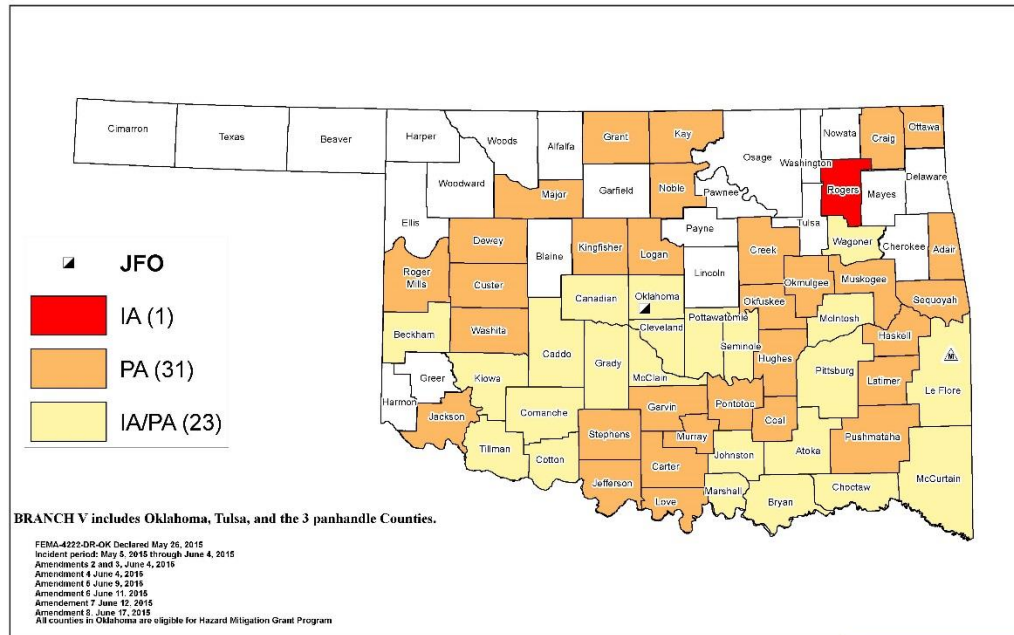 Cimarron
Texas
Beaver
Harper
Woods
Alfalfa
Grant
Kay
Nowata
Craig
Ottawa
Osage
Washington
Woodward
Major
Garfield
Noble
Pawnee
Rogers
Mayes
Delaware
Ellis
Payne
Tulsa
Wagoner
Cherokee
Adair
Dewey
Blaine
Kingfisher
Logan
Creek
Lincoln
Roger
Mills
Custer
Okmulgee
Muskogee
Sequoyah
Canadian
Oklahoma
Okfuskee
McIntosh
Beckham
Washita
Caddo
Grady
Cleveland
Pottawatomie
Seminole
Hughes
Haskell
Pittsburg
Latimer
Le Flore
Greer
Kiowa
McClain
Harmon
Jackson
Comanche
Garvin
Pontotoc
Coal
Pushmataha
Stephens
Murray
Johnston
Atoka
McCurtain
Tillman
Cotton
Carter
Jefferson
Love
Marshall
Bryan
Choctaw
M
JFO
IA (1)
PA (31)
IA/PA (23)
BRANCH V includes Oklahoma, Tulsa, and the 3 panhandle Counties.
FEMA-4222-DR-OK Declared May 26, 2015
Incident period: May 5, 2015 through June 4, 2015
Amendments 2 and 3, June 4, 2015
Amendment 4 June 4, 2015
Amendment 5 June 9, 2015
Amendment 6 June 11, 2015
Amendement 7 June 12, 2015
Amendment 8. June 17, 2015
All counties in Oklahoma are eligible for Hazard Mitigation Grant Program